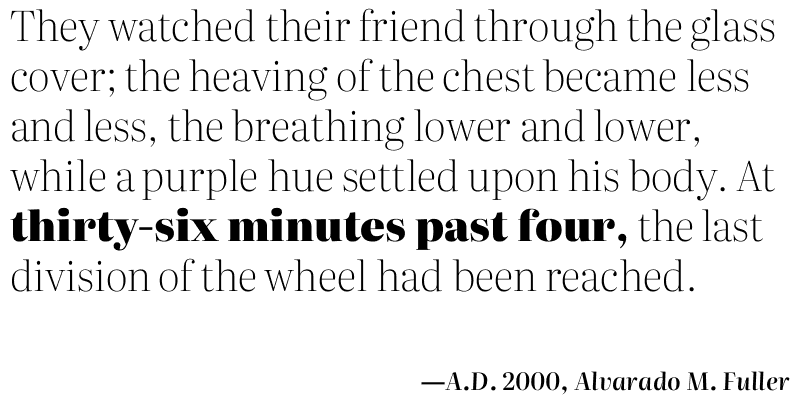 They watched their friend through the glass
cover; the heaving of the chest became less
and less, the breathing lower and lower,
while a purple hue settled upon his body. At
thirty-six minutes past four, the last
division of the wheel had been reached.
—A.D. 2000, Alvarado M. Fuller